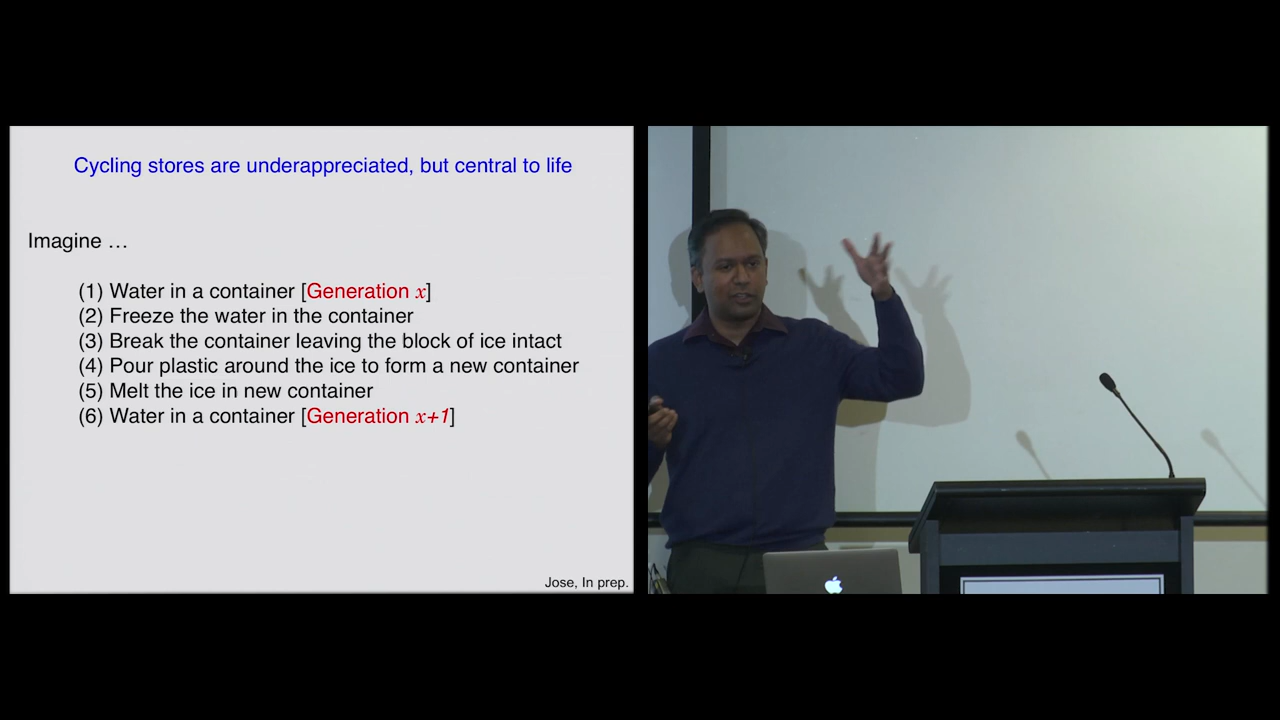 Cycling stores are underappreciated, but central to life
Imagine …
(1) Water in a container [Generation x]
(2) Freeze the water in the container
(3) Break the container leaving the block of ice intact
(4) Pour plastic around the ice to form a new container
(5) Melt the ice in new container
(6) Water in a container [Generation x+1]
Jose, In prep.